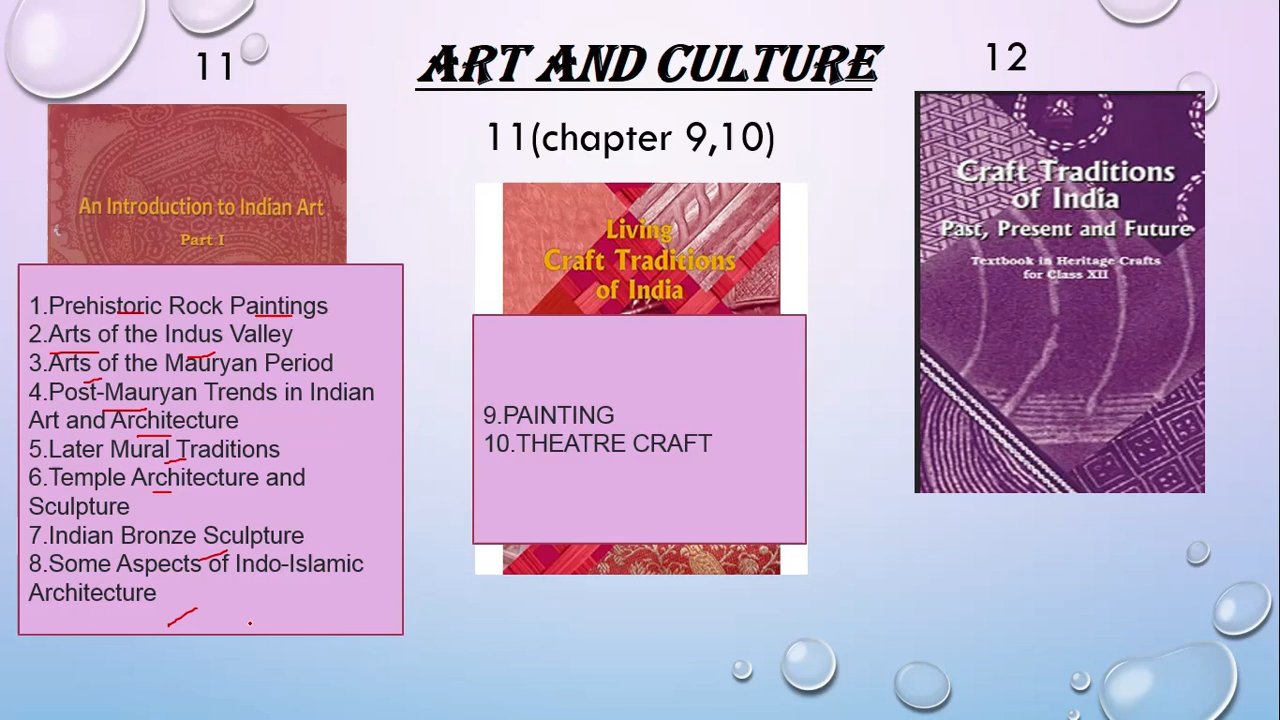 11
ART AND CULTURE
12
11(chapter 9,10)
An Introduction to Indian Art
Part I
1.Prehistoric Rock Paintings
2.Arts of the Indus Valley
3.Arts of the Mauryan Period
4.Post-Mauryan Trends in Indian
Art and Architecture
5.Later Mural Traditions
6.Temple Architecture and
Sculpture
7.Indian Bronze Sculpture
8.Some Aspects of Indo-Islamic
Architecture
Living
Craft Traditions
of India
9.PAINTING
10.THEATRE CRAFT
Craft Traditions
of India
Past, Present and Future
Textbook in Heritage Crafts
for Class XII